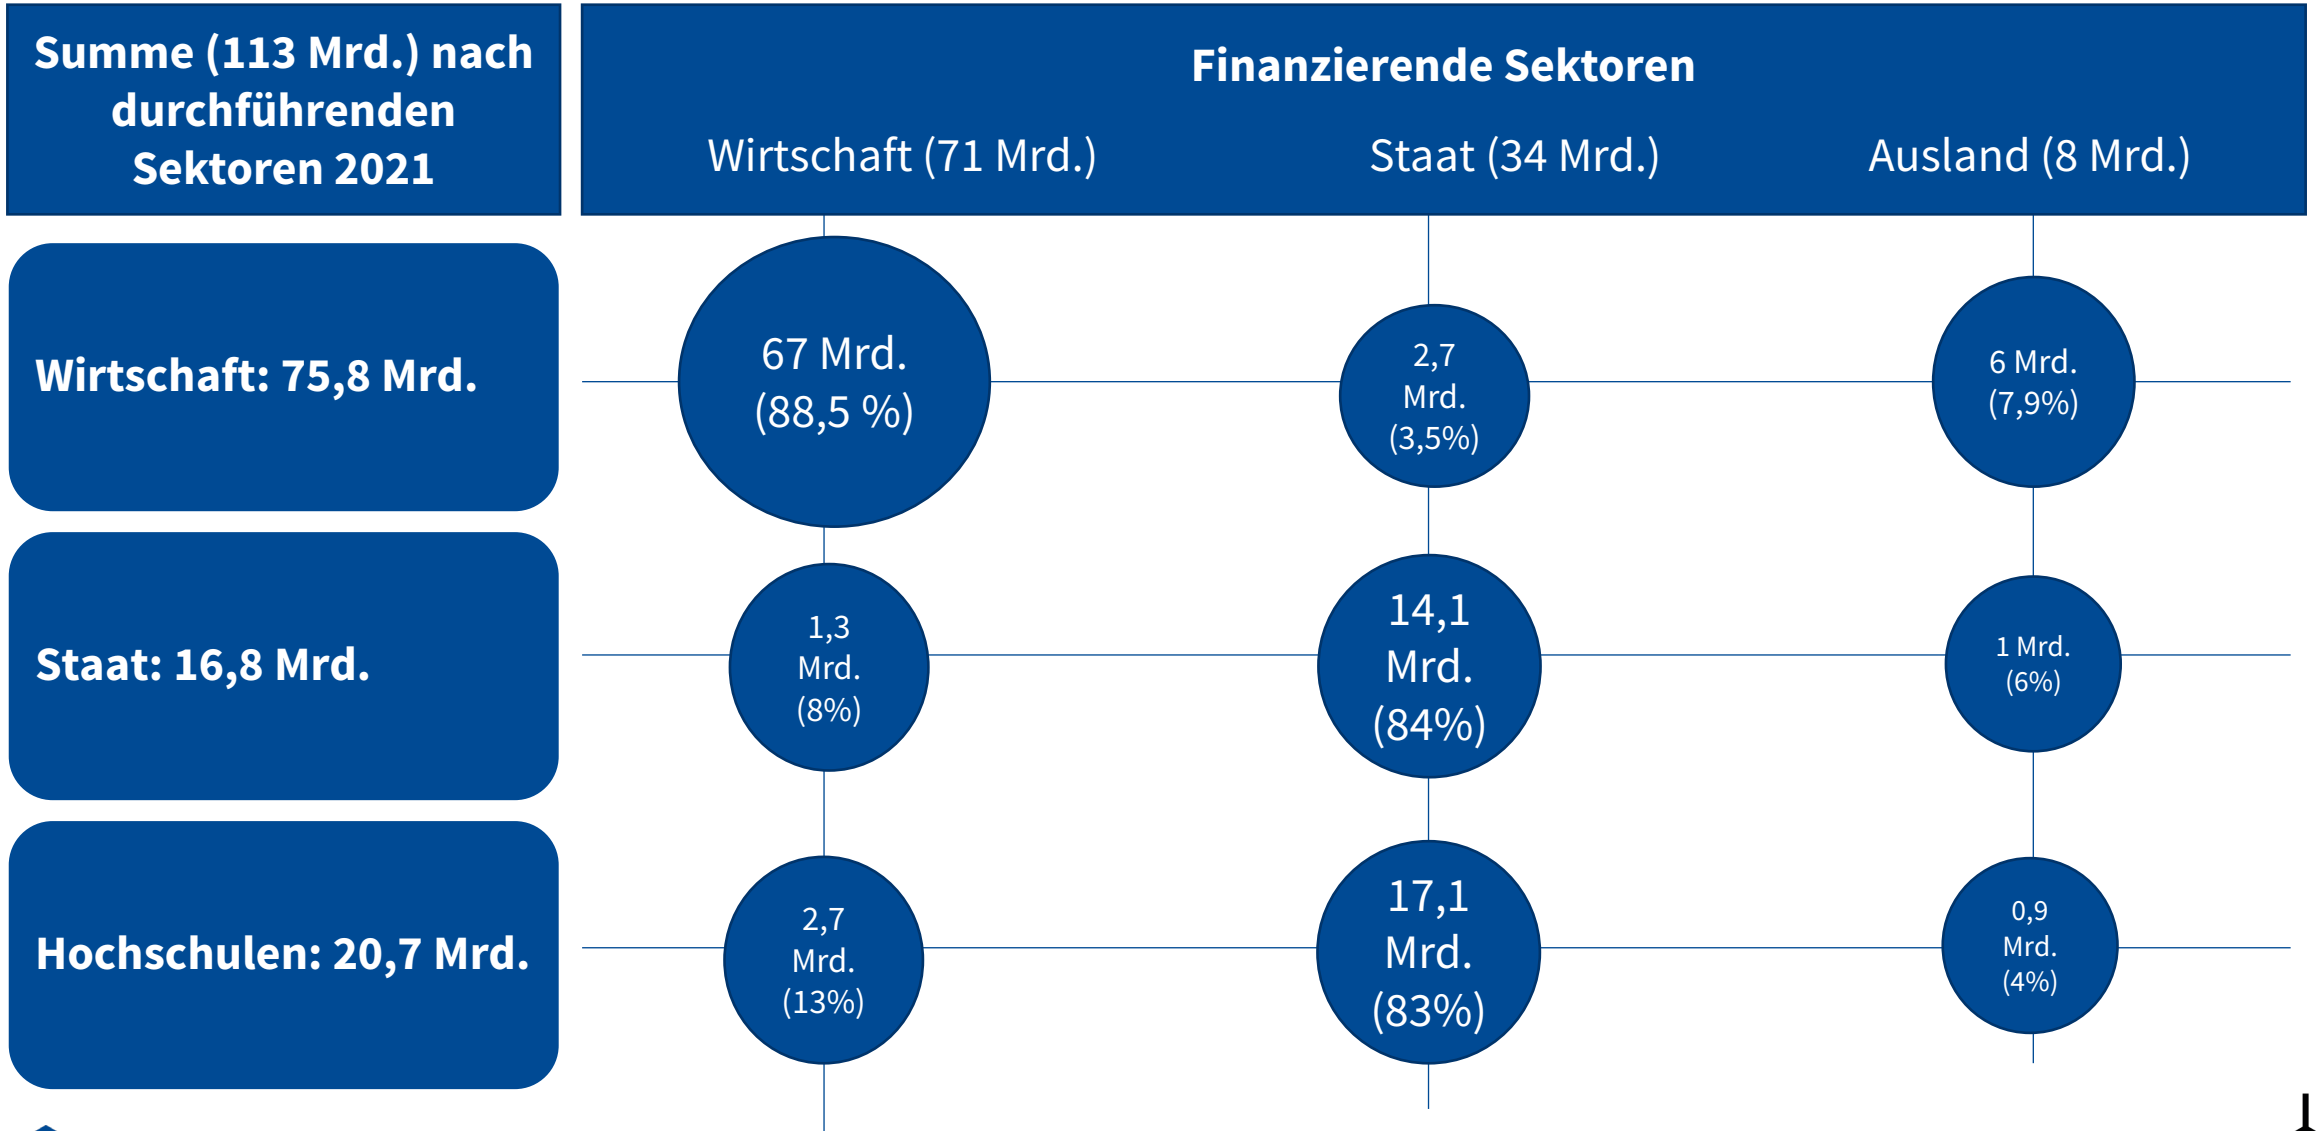 Summe (113 Mrd.) nach
durchführenden
Sektoren 2021
Finanzierende Sektoren
Wirtschaft (71 Mrd.)
Staat (34 Mrd.)
Ausland (8 Mrd.)
Wirtschaft: 75,8 Mrd.
67 Mrd.
(88,5 %)
2,7
Mrd.
(3,5%)
6 Mrd.
(7,9%)
Staat: 16,8 Mrd.
1,3
Mrd.
(8%)
14,1
Mrd.
(84%)
1 Mrd.
(6%)
Hochschulen: 20,7 Mrd.
2,7
Mrd.
(13%)
17,1
Mrd.
(83%)
0,9
Mrd.
(4%)